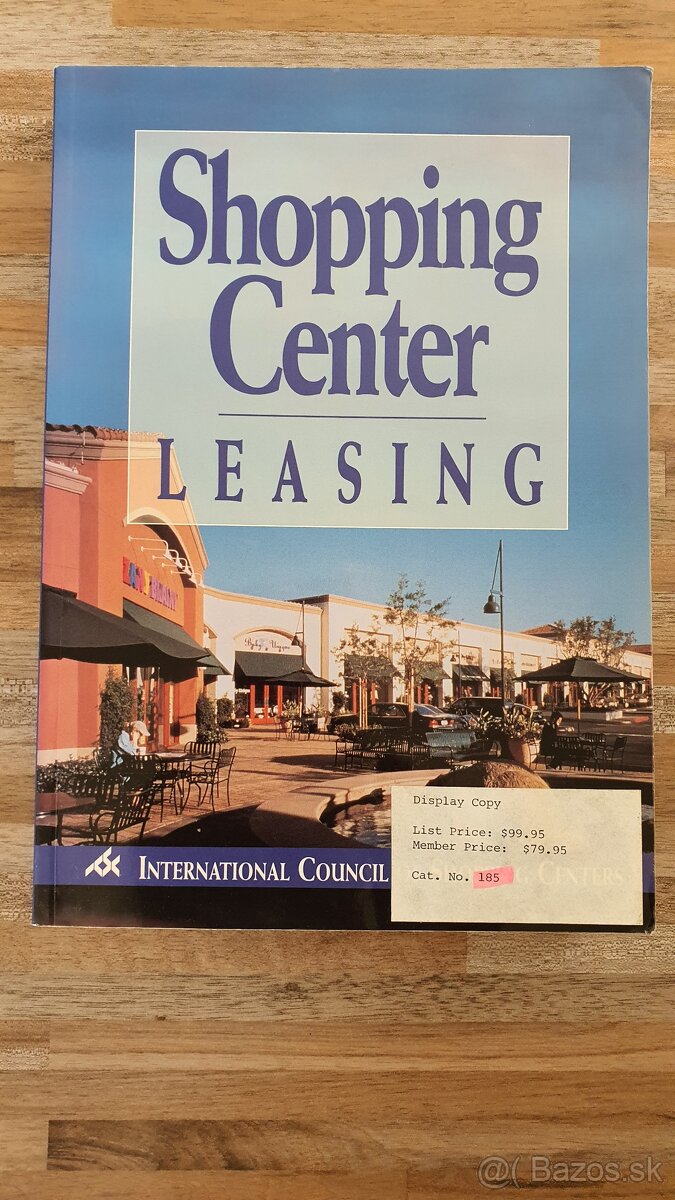 Shopping
Center
LEASING
Display Copy
List Price: $99.95
Member Price: $79.95
Cat. No. 185
INTERNATIONAL COUNCIL
CENTERS
@( Bazos.sk